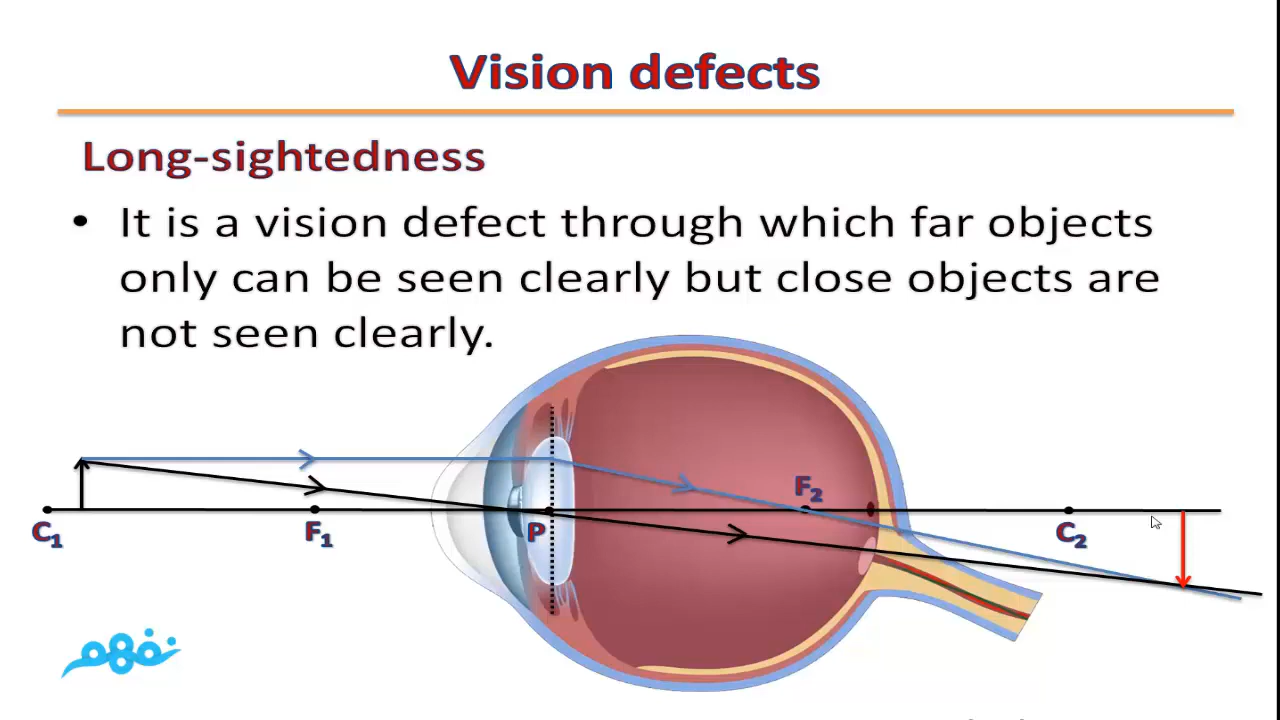 Vision defects
Long-sightedness
• It is a vision defect through which far objects
only can be seen clearly but close objects are
not seen clearly.
F₂
C₁ F₁ P C₂
نفهم